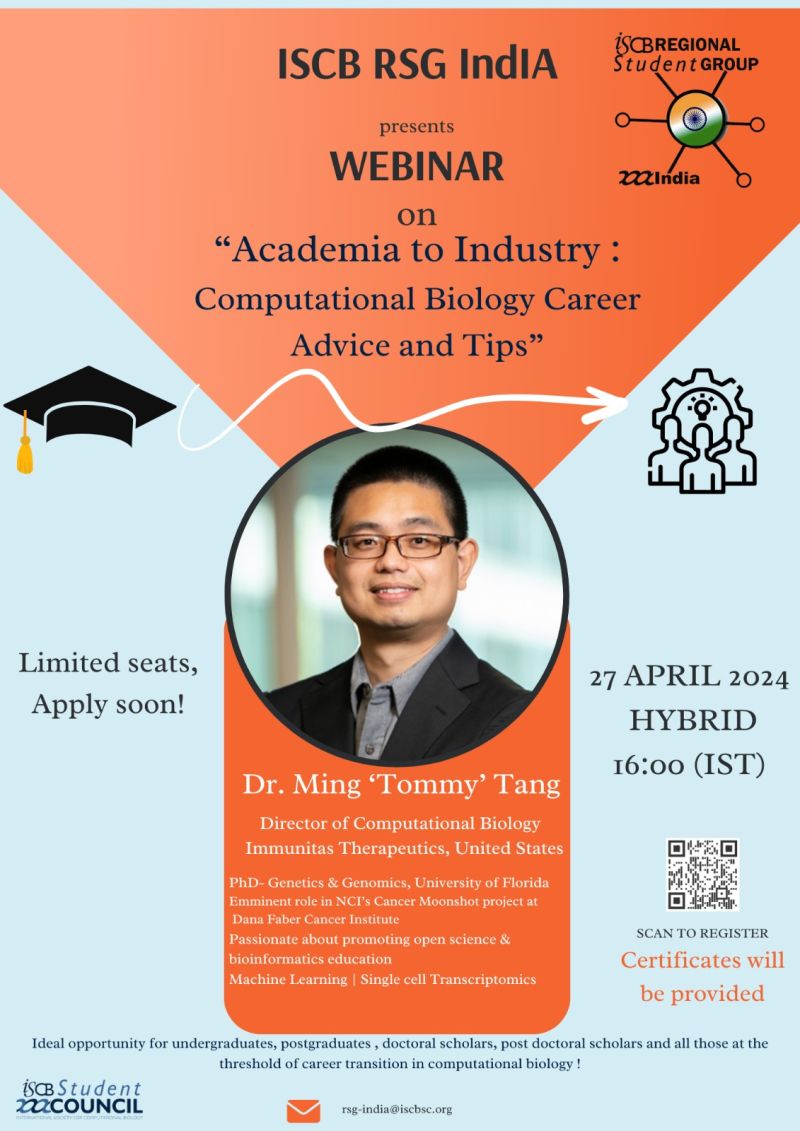 ISCB RSG IndIA
iSCBREGIONAL
Student GROUP
India
presents
WEBINAR
on
“Academia to Industry :
Computational Biology Career
Advice and Tips”
Limited seats,
Apply soon!
27 APRIL 2024
HYBRID
16:00 (IST)
Dr. Ming ‘Tommy’ Tang
Director of Computational Biology
Immunitas Therapeutics, United States
PhD- Genetics & Genomics, University of Florida
Emminent role in NCI's Cancer Moonshot project at
Dana Faber Cancer Institute
Passionate about promoting open science &
bioinformatics education
Machine Learning | Single cell Transcriptomics
SCAN TO REGISTER
Certificates will
be provided
Ideal opportunity for undergraduates, postgraduates , doctoral scholars, post doctoral scholars and all those at the
threshold of career transition in computational biology !
iSCB Student
COUNCIL
INTERNATIONAL SOCIETY FOR COMPUTATIONAL BIOLOGY
rsg-india@iscbsc.org